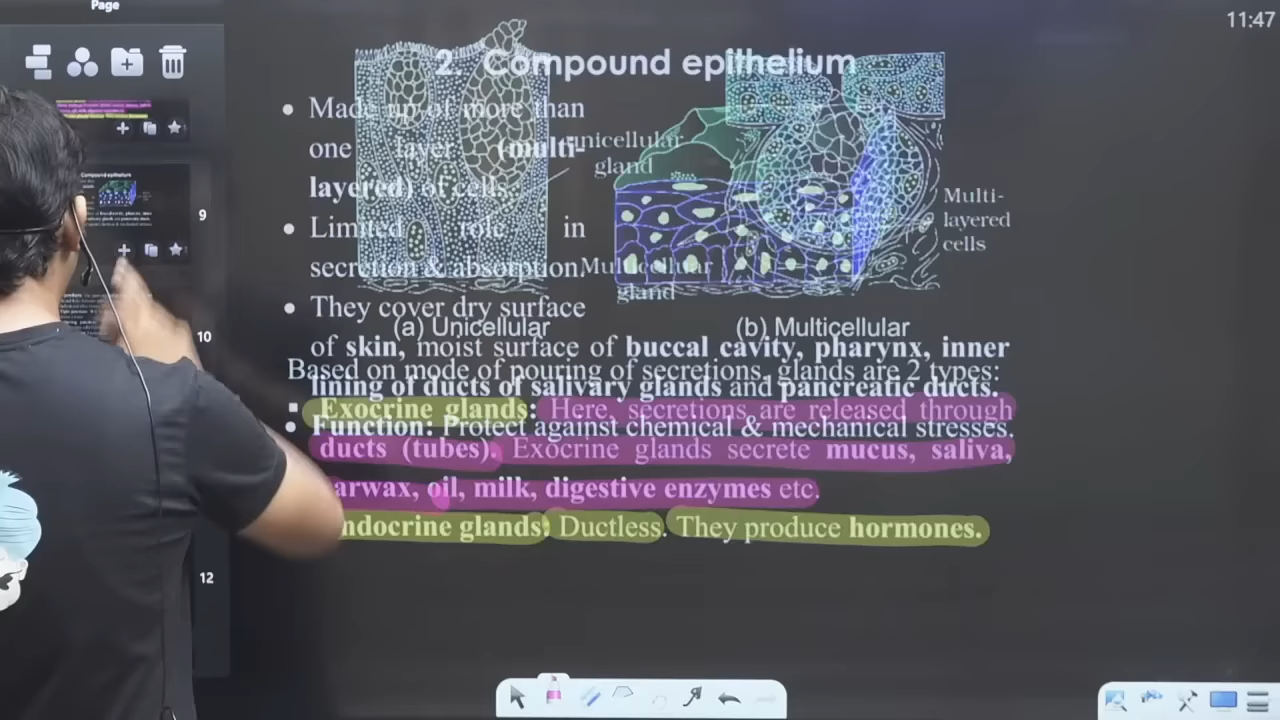 Page
11:47
2. Compound epithelium
Made up of more than
one layer (multi-
layered) of cells.
Limited role in
secretion & absorption.
They cover dry surface
of skin, moist surface of buccal cavity, pharynx, inner
lining of ducts of salivary glands and pancreatic ducts.
Function: Protect against chemical & mechanical stresses.
unicellular
gland
Multicellular
gland
Multi-
layered
cells
(a) Unicellular
(b) Multicellular
Based on mode of pouring of secretions, glands are 2 types:
Exocrine glands: Here, secretions are released through
ducts (tubes). Exocrine glands secrete mucus, saliva,
arwax, oil, milk, digestive enzymes etc.
ndocrine glands: Ductless. They produce hormones.
9
10
12
Compound epithelium